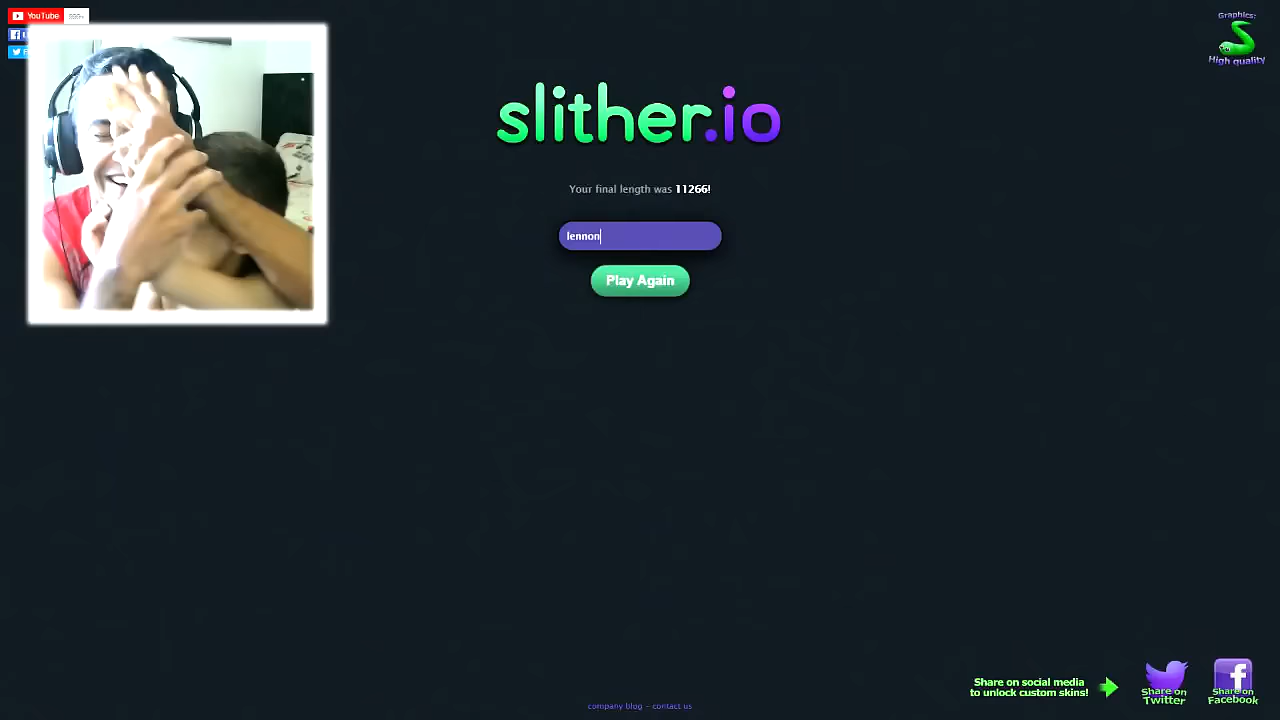 YouTube
Graphics:
High quality
slither.io
Your final length was 11266!
lennon
Play Again
Share on social media
to unlock custom skins!
Share on
Twitter
Share on
Facebook
company blog - contact us